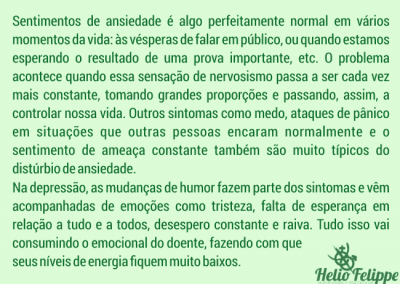 Sentimentos de ansiedade é algo perfeitamente normal em vários
momentos da vida: às vésperas de falar em público, ou quando estamos
esperando o resultado de uma prova importante, etc. O problema
acontece quando essa sensação de nervosismo passa a ser cada vez
mais constante, tomando grandes proporções e passando, assim, a
controlar nossa vida. Outros sintomas como medo, ataques de pânico
em situações que outras pessoas encaram normalmente e o
sentimento de ameaça constante também são muito típicos do
distúrbio de ansiedade.
Na depressão, as mudanças de humor fazem parte dos sintomas e vêm
acompanhadas de emoções como tristeza, falta de esperança em
relação a tudo e a todos, desespero constante e raiva. Tudo isso vai
consumindo o emocional do doente, fazendo com que
seus níveis de energia fiquem muito baixos.
Helio Felippe